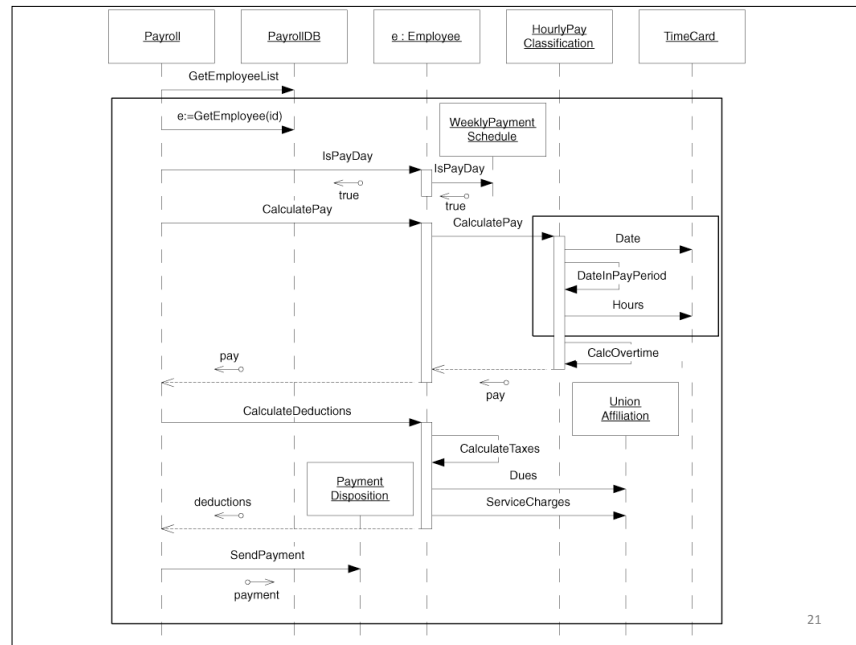 Payroll
PayrollDB
e : Employee
HourlyPay
Classification
TimeCard
GetEmployeeList
e:=GetEmployee(id)
WeeklyPayment
Schedule
IsPayDay
IsPayDay
true
true
CalculatePay
CalculatePay
Date
DateInPayPeriod
Hours
CalcOvertime
pay
pay
Union
Affiliation
CalculateDeductions
CalculateTaxes
Payment
Disposition
Dues
deductions
ServiceCharges
SendPayment
payment
21